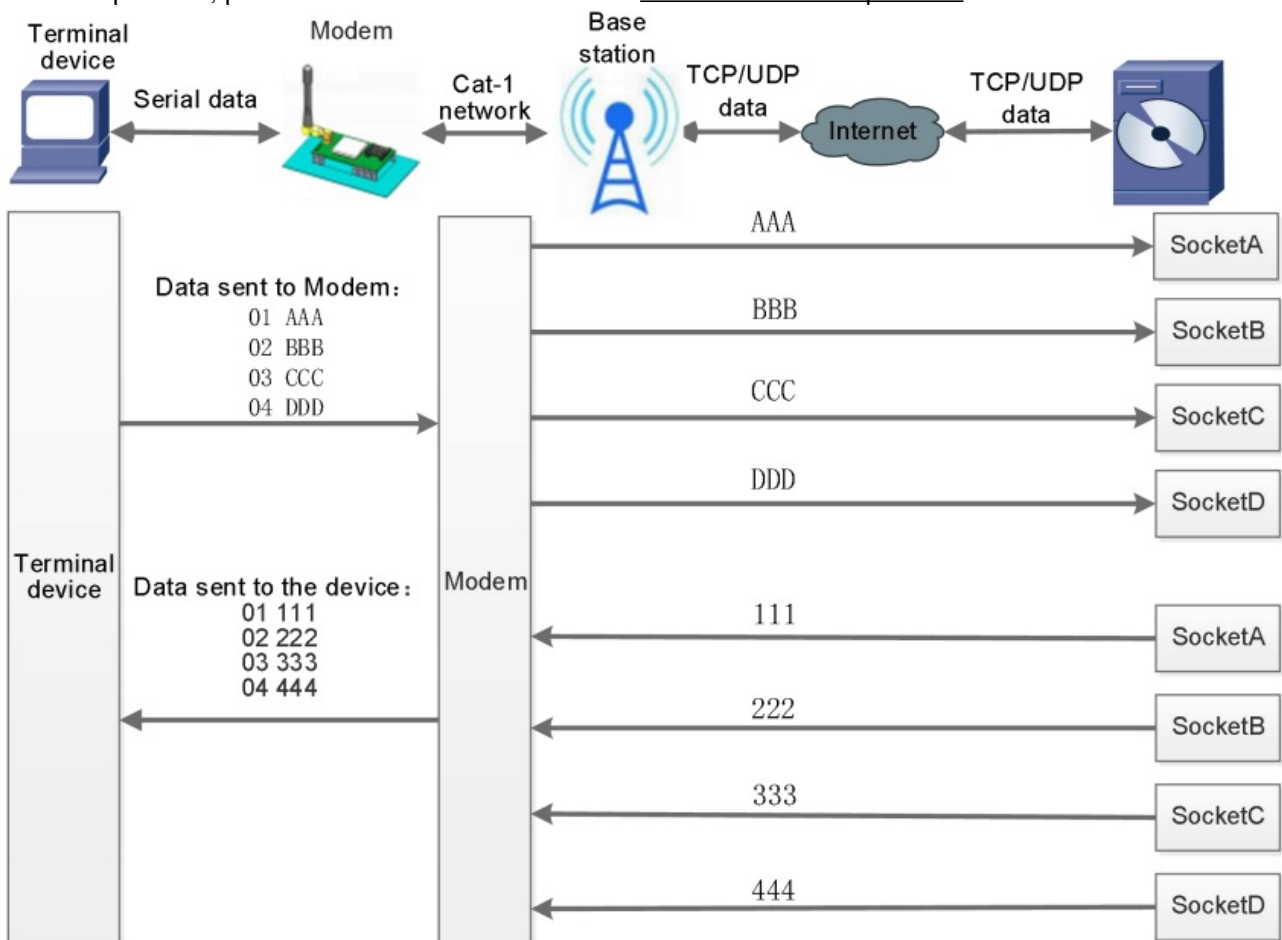 Terminal
device
Modem
Base
station
Serial data
Cat-1
network
TCP/UDP
data
Internet
TCP/UDP
data
AAA
SocketA
Data sent to Modem：
01 AAA
02 BBB
03 CCC
04 DDD
BBB
SocketB
CCC
SocketC
DDD
SocketD
Terminal
device
Modem
Data sent to the device：
01 111
02 222
03 333
04 444
111
SocketA
222
SocketB
333
SocketC
444
SocketD